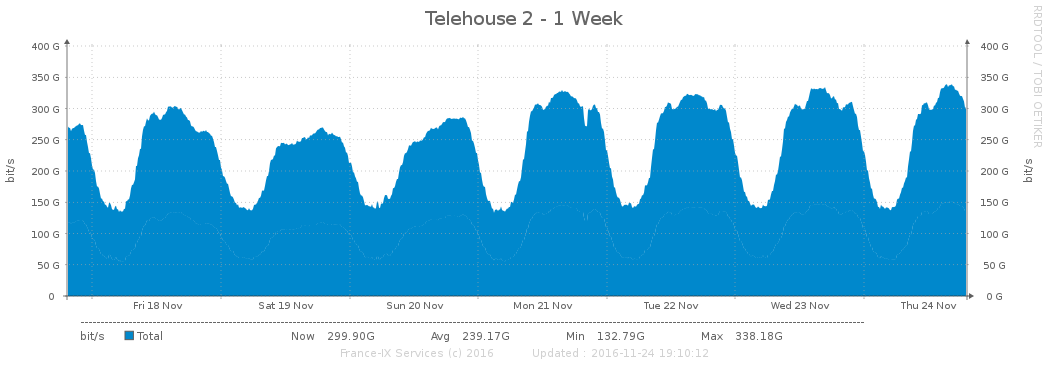 Telehouse 2 - 1 Week
RRDTOOL / TOBI OETIKER
400 G 400 G
350 G 350 G
300 G 300 G
250 G 250 G
200 G 200 G
150 G 150 G
100 G 100 G
50 G 50 G
0 0 G
bit/s
bit/s
Fri 18 Nov Sat 19 Nov Sun 20 Nov Mon 21 Nov Tue 22 Nov Wed 23 Nov Thu 24 Nov
bit/s Total Now 299.90G Avg 239.17G Min 132.79G Max 338.18G
France-IX Services (c) 2016 Updated : 2016-11-24 19:10:12